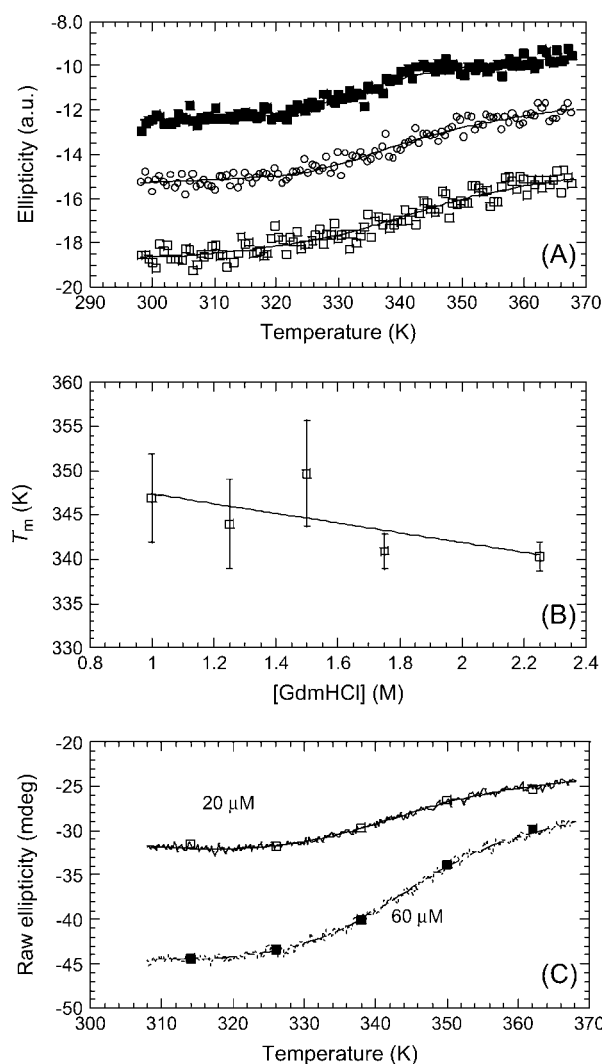 -8.0
-10
-12
-14
-16
-18
-20
Ellipticity (a.u.)
(A)
290 300 310 320 330 340 350 360 370
Temperature (K)
360
355
350
345
340
335
330
Tm (K)
(B)
0.8 1 1.2 1.4 1.6 1.8 2 2.2 2.4
[GdmHCl] (M)
-20
-25
-30
-35
-40
-45
-50
Raw ellipticity (mdeg)
20 μM
60 μM
(C)
300 310 320 330 340 350 360 370
Temperature (K)